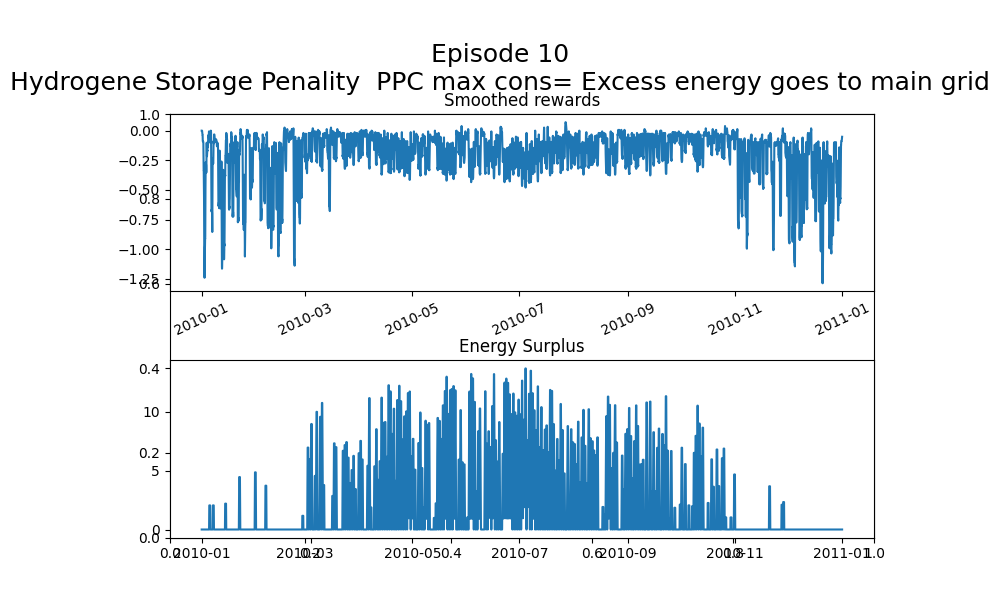 Episode 10
Hydrogene Storage Penality  PPC max cons= Excess energy goes to main grid
Smoothed rewards
1.0
0.00
−0.25
−0.50
0.8
−0.75
−1.00
−1.25
0.6
2010-01 2010-03 2010-05 2010-07 2010-09 2010-11 2011-01
Energy Surplus
0.4
10
0.2
5
0
0.0
0.0 2010-01 2010-03 0.2 2010-05 0.4 2010-07 0.6 2010-09 0.8 2010-11 2011-01 1.0